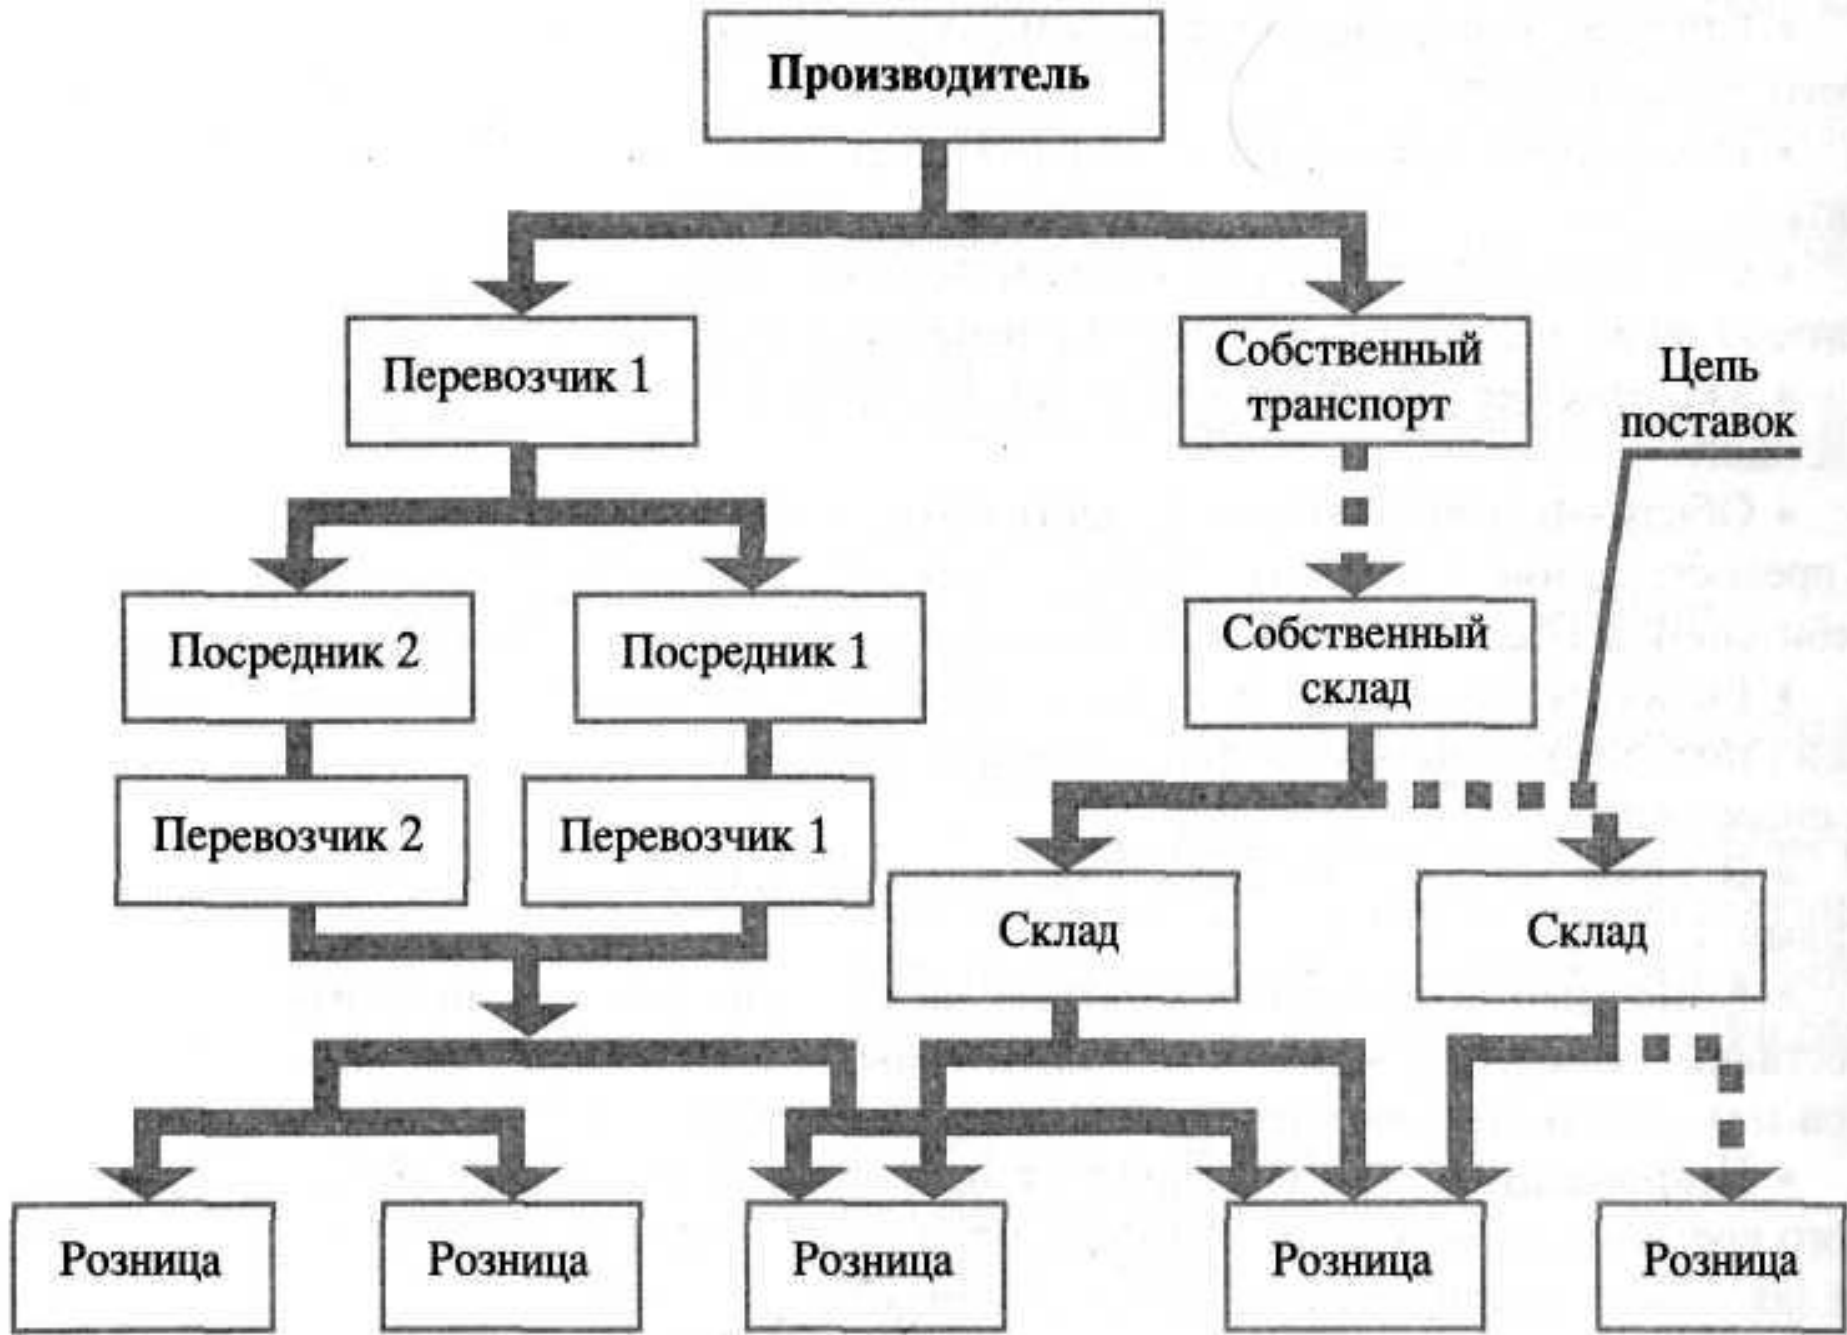 Производитель
Перевозчик 1
Собственный
транспорт
Цепь
поставок
Посредник 2
Посредник 1
Собственный
склад
Перевозчик 2
Перевозчик 1
Склад
Склад
Розница
Розница
Розница
Розница
Розница